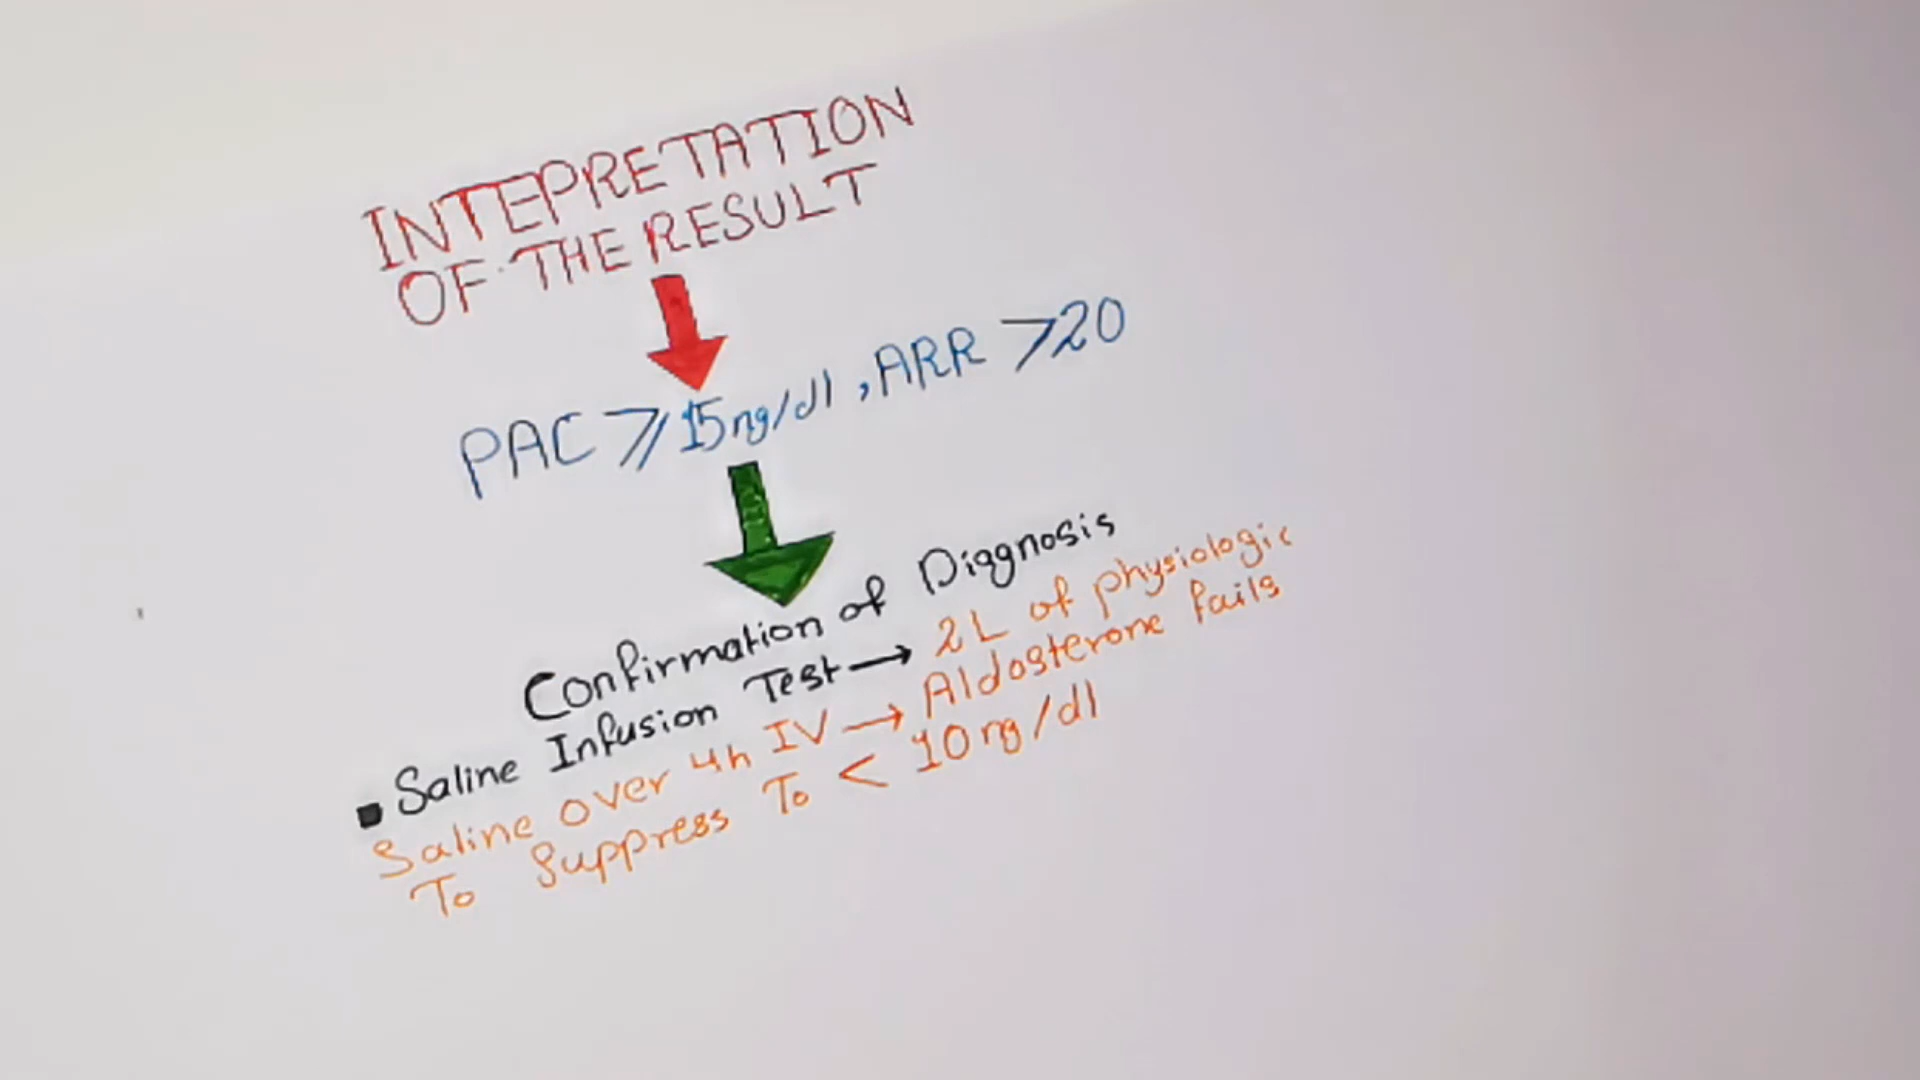 INTEPRETATION
OF THE RESULT
PAC ⩾ 15ng/dl, ARR >20
Confirmation of Diagnosis
▪ Saline Infusion Test → 2L of physiologic
Saline over 4h IV → Aldosterone fails
To Suppress To < 10ng/dl